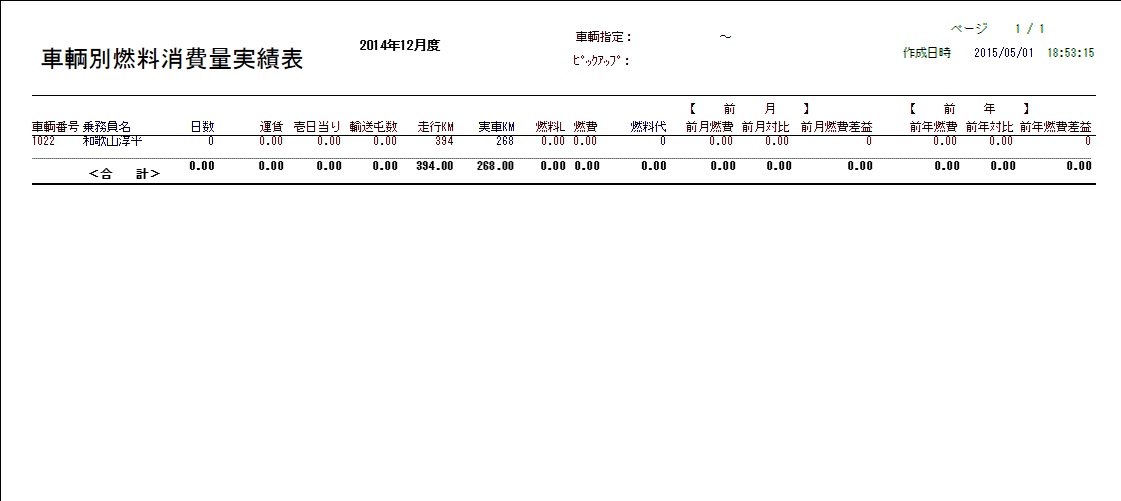 車輌別燃料消費量実績表 2014年12月度 車輌指定： ～ ページ 1 / 1
ﾋﾟｯｸｱｯﾌﾟ： 作成日時 2015/05/01 18:53:15
【 前 月 】 【 前 年 】
車輌番号 乗務員名 日数 運賃 壱日当り 輸送屯数 走行KM 実車KM 燃料L 燃費 燃料代 前月燃費 前月対比 前月燃費差益 前年燃費 前年対比 前年燃費差益
1022 和歌山淳平 0 0.00 0.00 0.00 394 268 0.00 0.00 0 0.00 0.00 0 0.00 0.00 0
＜合 計＞ 0.00 0.00 0.00 0.00 394.00 268.00 0.00 0.00 0.00 0.00 0.00 0.00 0.00 0.00 0.00